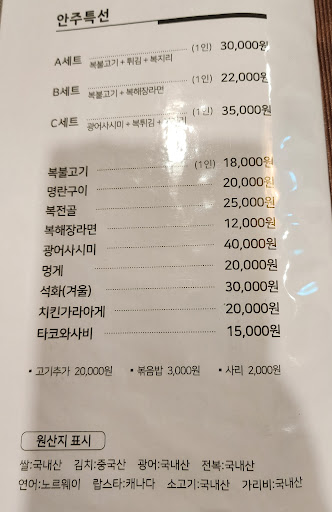 안주특선
A세트 (1인) 30,000원
복불고기 + 튀김 + 복지리
B세트 (1인) 22,000원
복불고기 + 복해장라면
C세트 (1인) 35,000원
광어사시미 + 복튀김 +
복불고기 (1인) 18,000원
명란구이 20,000원
복전골 25,000원
복해장라면 12,000원
광어사시미 40,000원
멍게 20,000원
석화(겨울) 30,000원
치킨가라아게 20,000원
타코와사비 15,000원
• 고기추가 20,000원 • 볶음밥 3,000원 • 사리 2,000원
원산지 표시
쌀:국내산 김치:중국산 광어:국내산 전복:국내산
연어:노르웨이 랍스타:캐나다 소고기:국내산 가리비:국내산